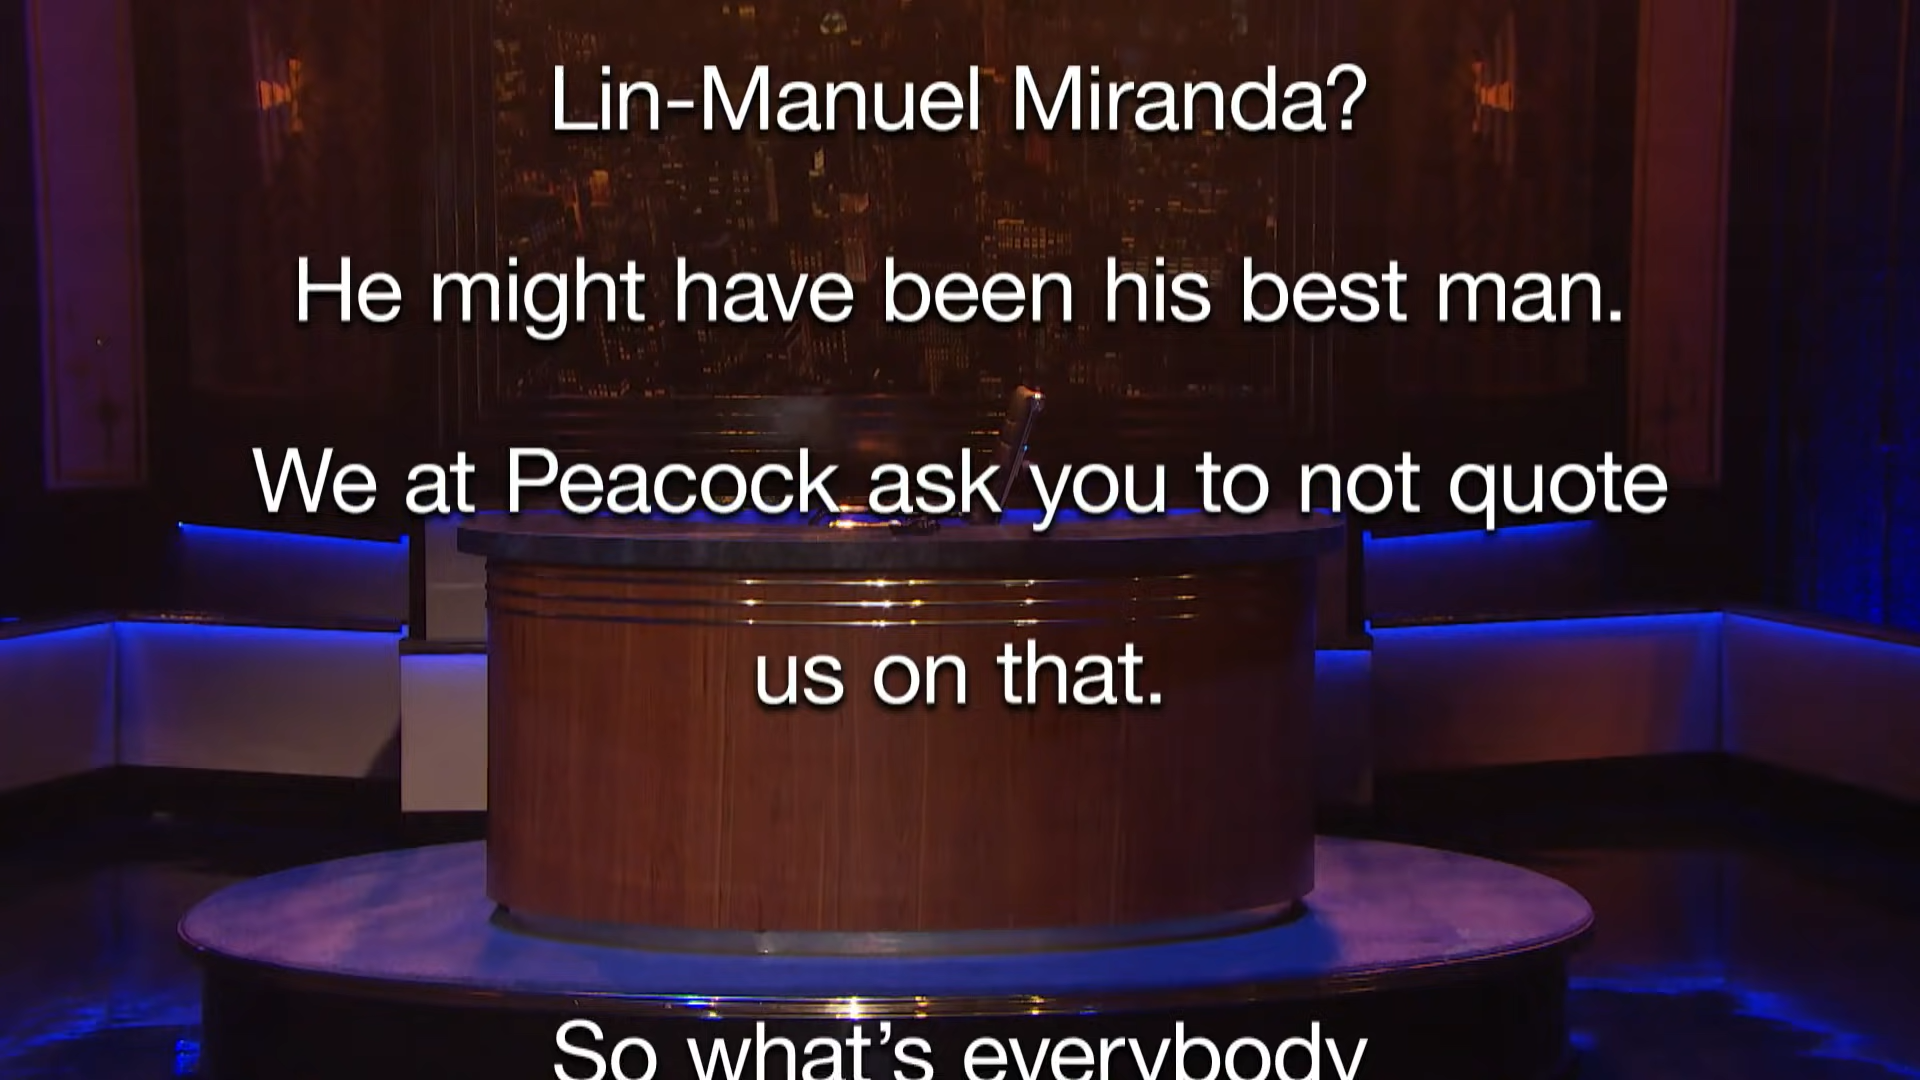 Lin-Manuel Miranda?
He might have been his best man.
We at Peacock ask you to not quote
us on that.
So what’s everybody